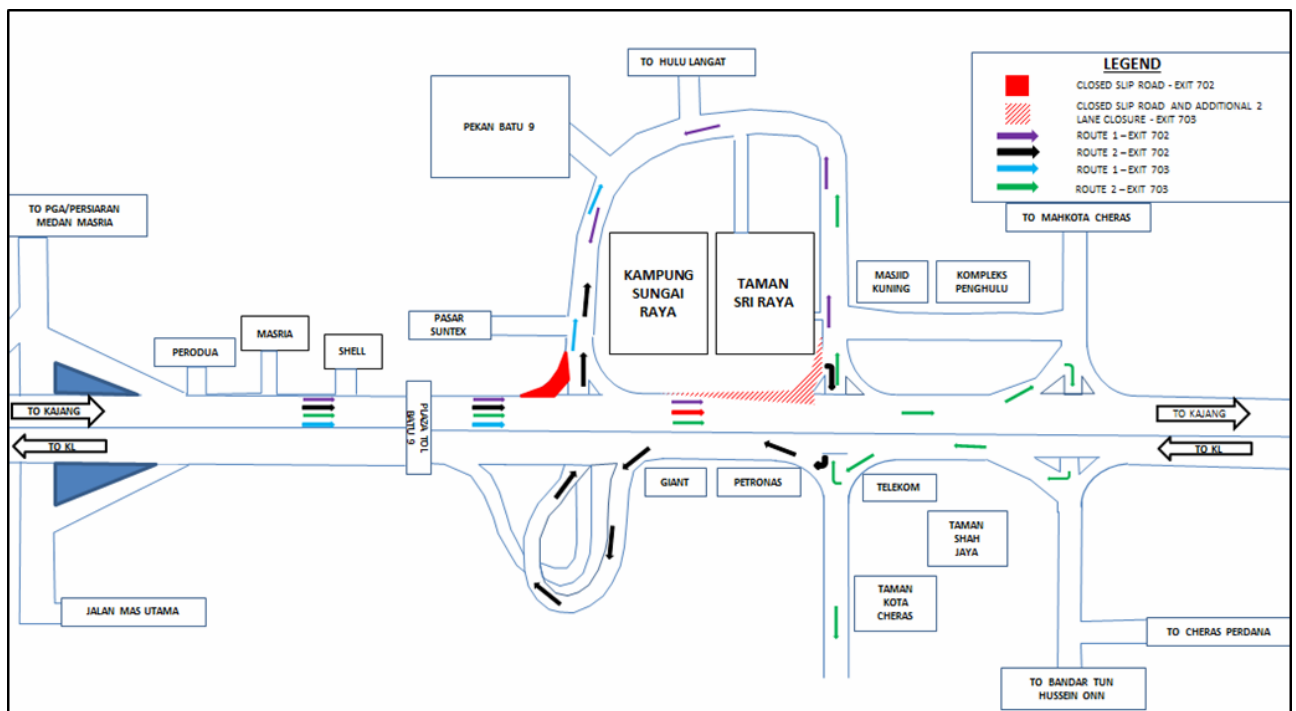 TO HULU LANGAT
LEGEND
CLOSED SLIP ROAD - EXIT 702
CLOSED SLIP ROAD AND ADDITIONAL 2
LANE CLOSURE - EXIT 703
ROUTE 1 – EXIT 702
ROUTE 2 – EXIT 702
ROUTE 1 – EXIT 703
ROUTE 2 – EXIT 703
PEKAN BATU 9
TO PGA/PERSIARAN
MEDAN MASRIA
TO MAHKOTA CHERAS
KAMPUNG
SUNGAI
RAYA
TAMAN
SRI RAYA
MASJID
KUNING
KOMPLEKS
PENGHULU
PASAR
SUNTEX
PERODUA
MASRIA
SHELL
PLAZA TOL
BATU 9
TO KAJANG
TO KL
TO KAJANG
TO KL
GIANT
PETRONAS
TELEKOM
TAMAN
SHAH
JAYA
TAMAN
KOTA
CHERAS
JALAN MAS UTAMA
TO CHERAS PERDANA
TO BANDAR TUN
HUSSEIN ONN